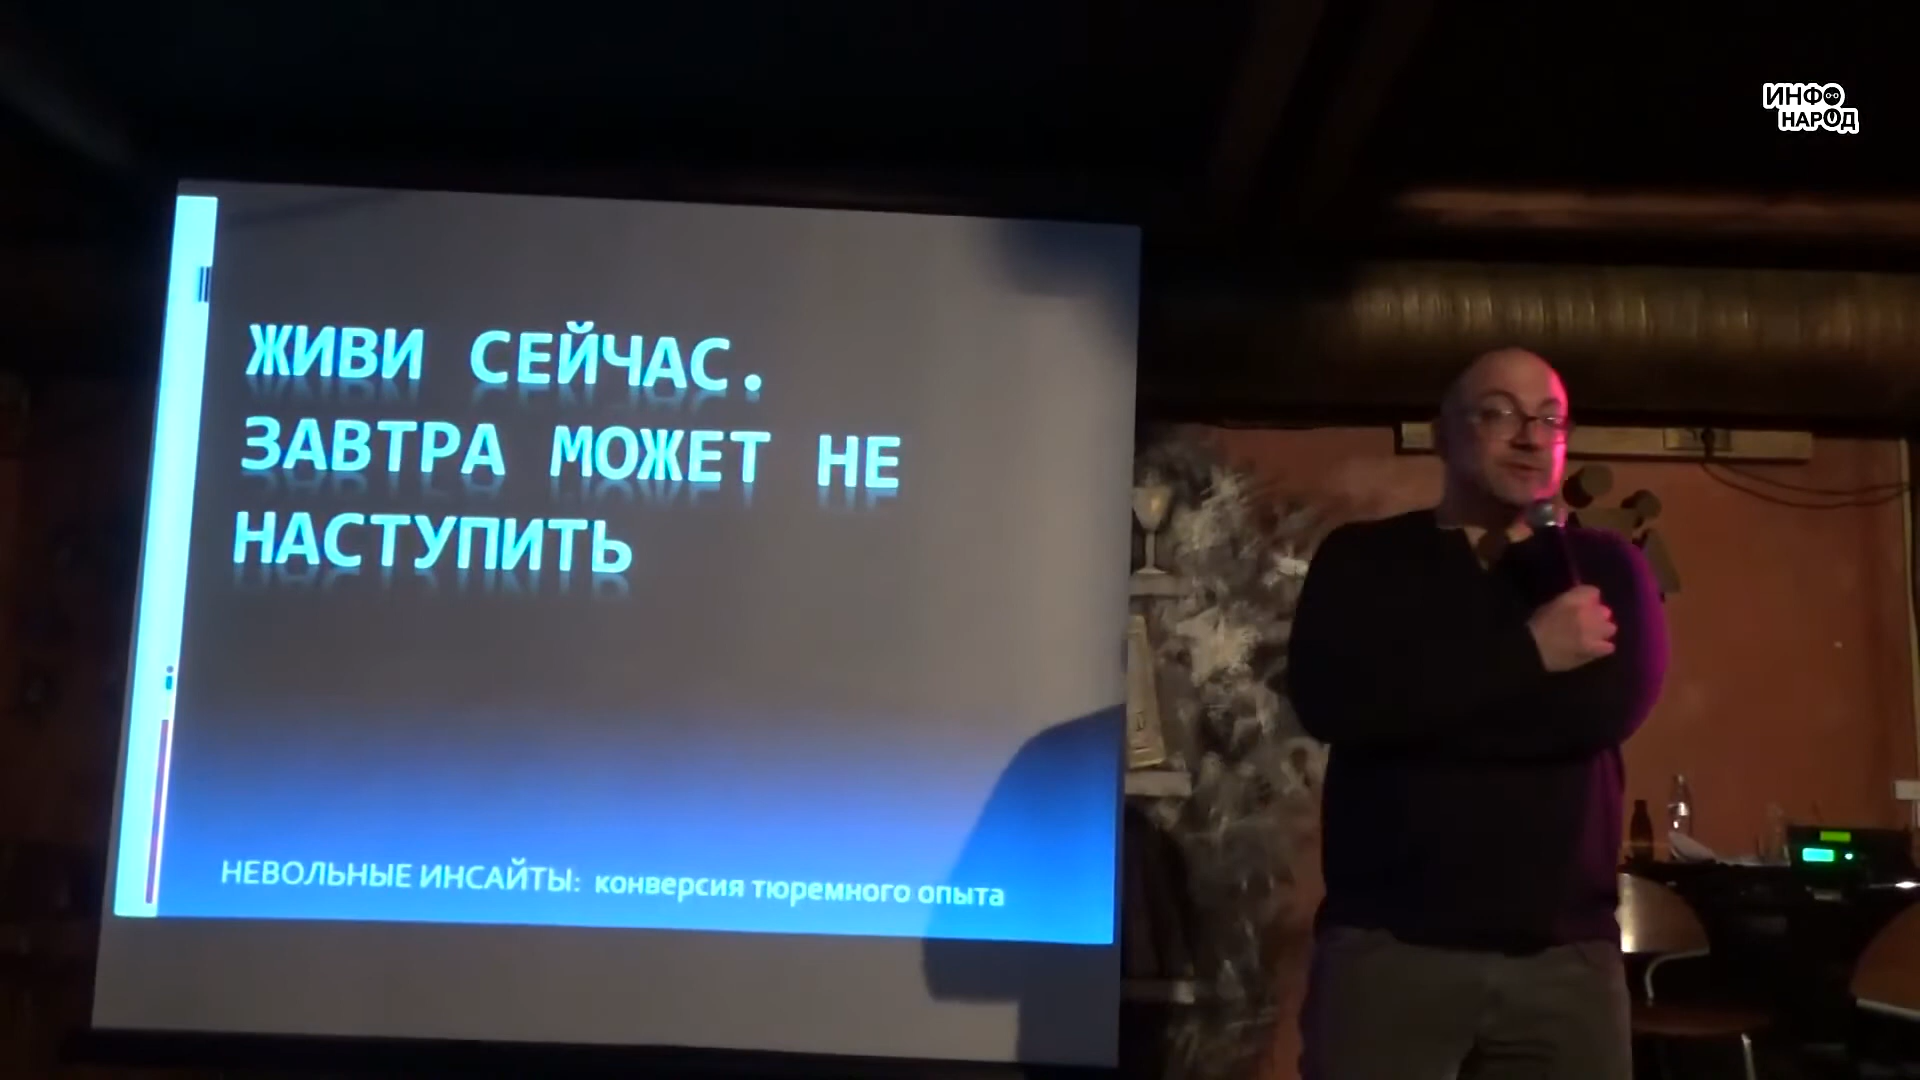 ИНФО
НАРОД
ЖИВИ СЕЙЧАС.
ЗАВТРА МОЖЕТ НЕ
НАСТУПИТЬ
НЕВОЛЬНЫЕ ИНСАЙТЫ: конверсия тюремного опыта